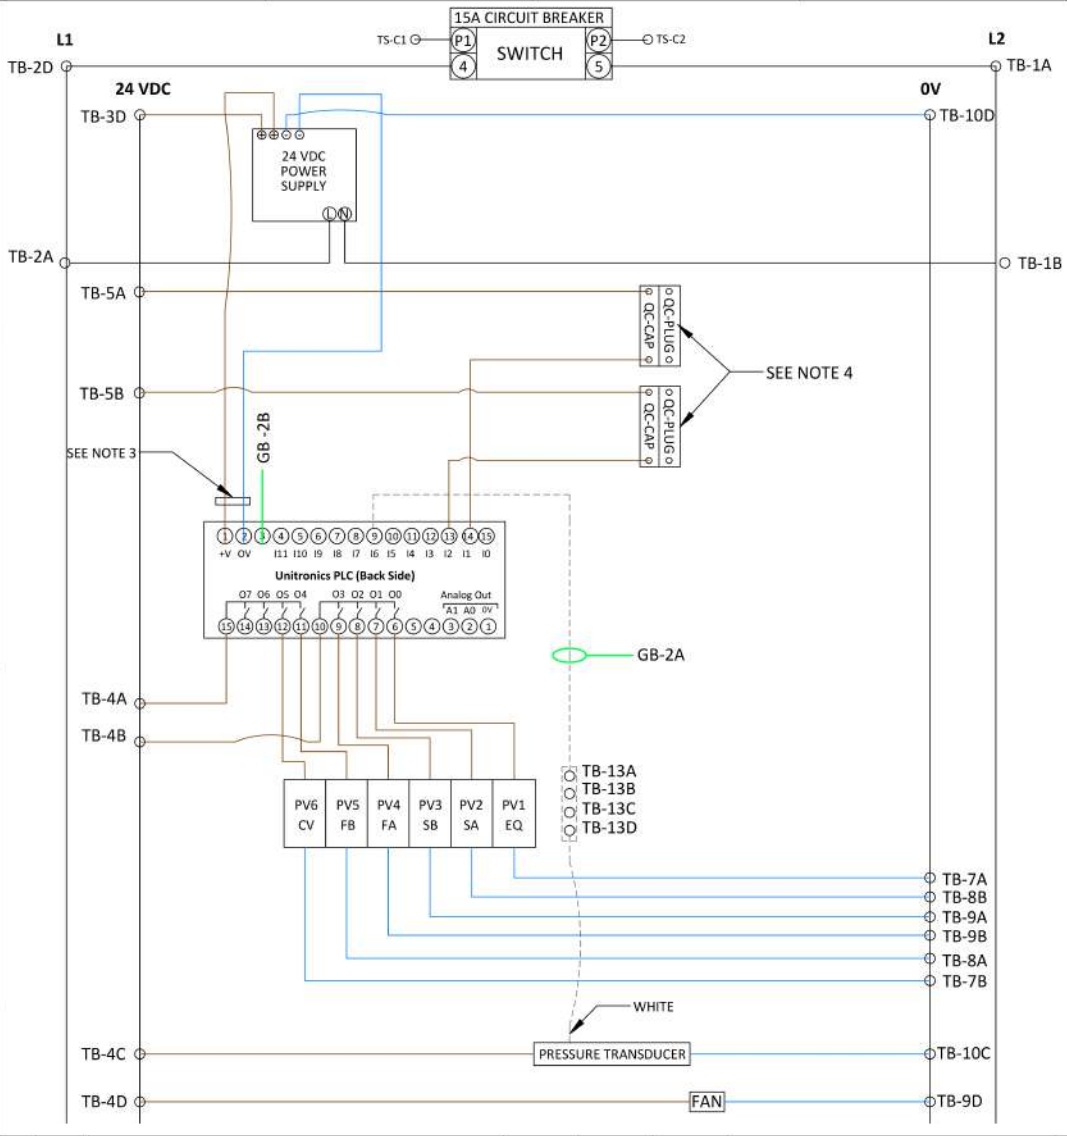 15A CIRCUIT BREAKER
L1
TS-C1
P1
SWITCH
P2
TS-C2
L2
TB-2D
4
5
TB-1A
24 VDC
0V
TB-3D
TB-10D
+ + - -
24 VDC
POWER
SUPPLY
L N
TB-2A
TB-1B
TB-5A
QC-CAP
QC-PLUG
SEE NOTE 4
TB-5B
QC-CAP
QC-PLUG
GB -2B
SEE NOTE 3
1 2 3 4 5 6 7 8 9 10 11 12 13 14 15
+V 0V I11 I10 I9 I8 I7 I6 I5 I4 I3 I2 I1 I0
Unitronics PLC (Back Side)
O7 O6 O5 O4 O3 O2 O1 O0 Analog Out
A1 A0 0V
15 14 13 12 11 10 9 8 7 6 5 4 3 2 1
GB-2A
TB-4A
TB-4B
TB-13A
TB-13B
TB-13C
TB-13D
PV6 PV5 PV4 PV3 PV2 PV1
CV FB FA SB SA EQ
TB-7A
TB-8B
TB-9A
TB-9B
TB-8A
TB-7B
WHITE
TB-4C
PRESSURE TRANSDUCER
TB-10C
TB-4D
FAN
TB-9D